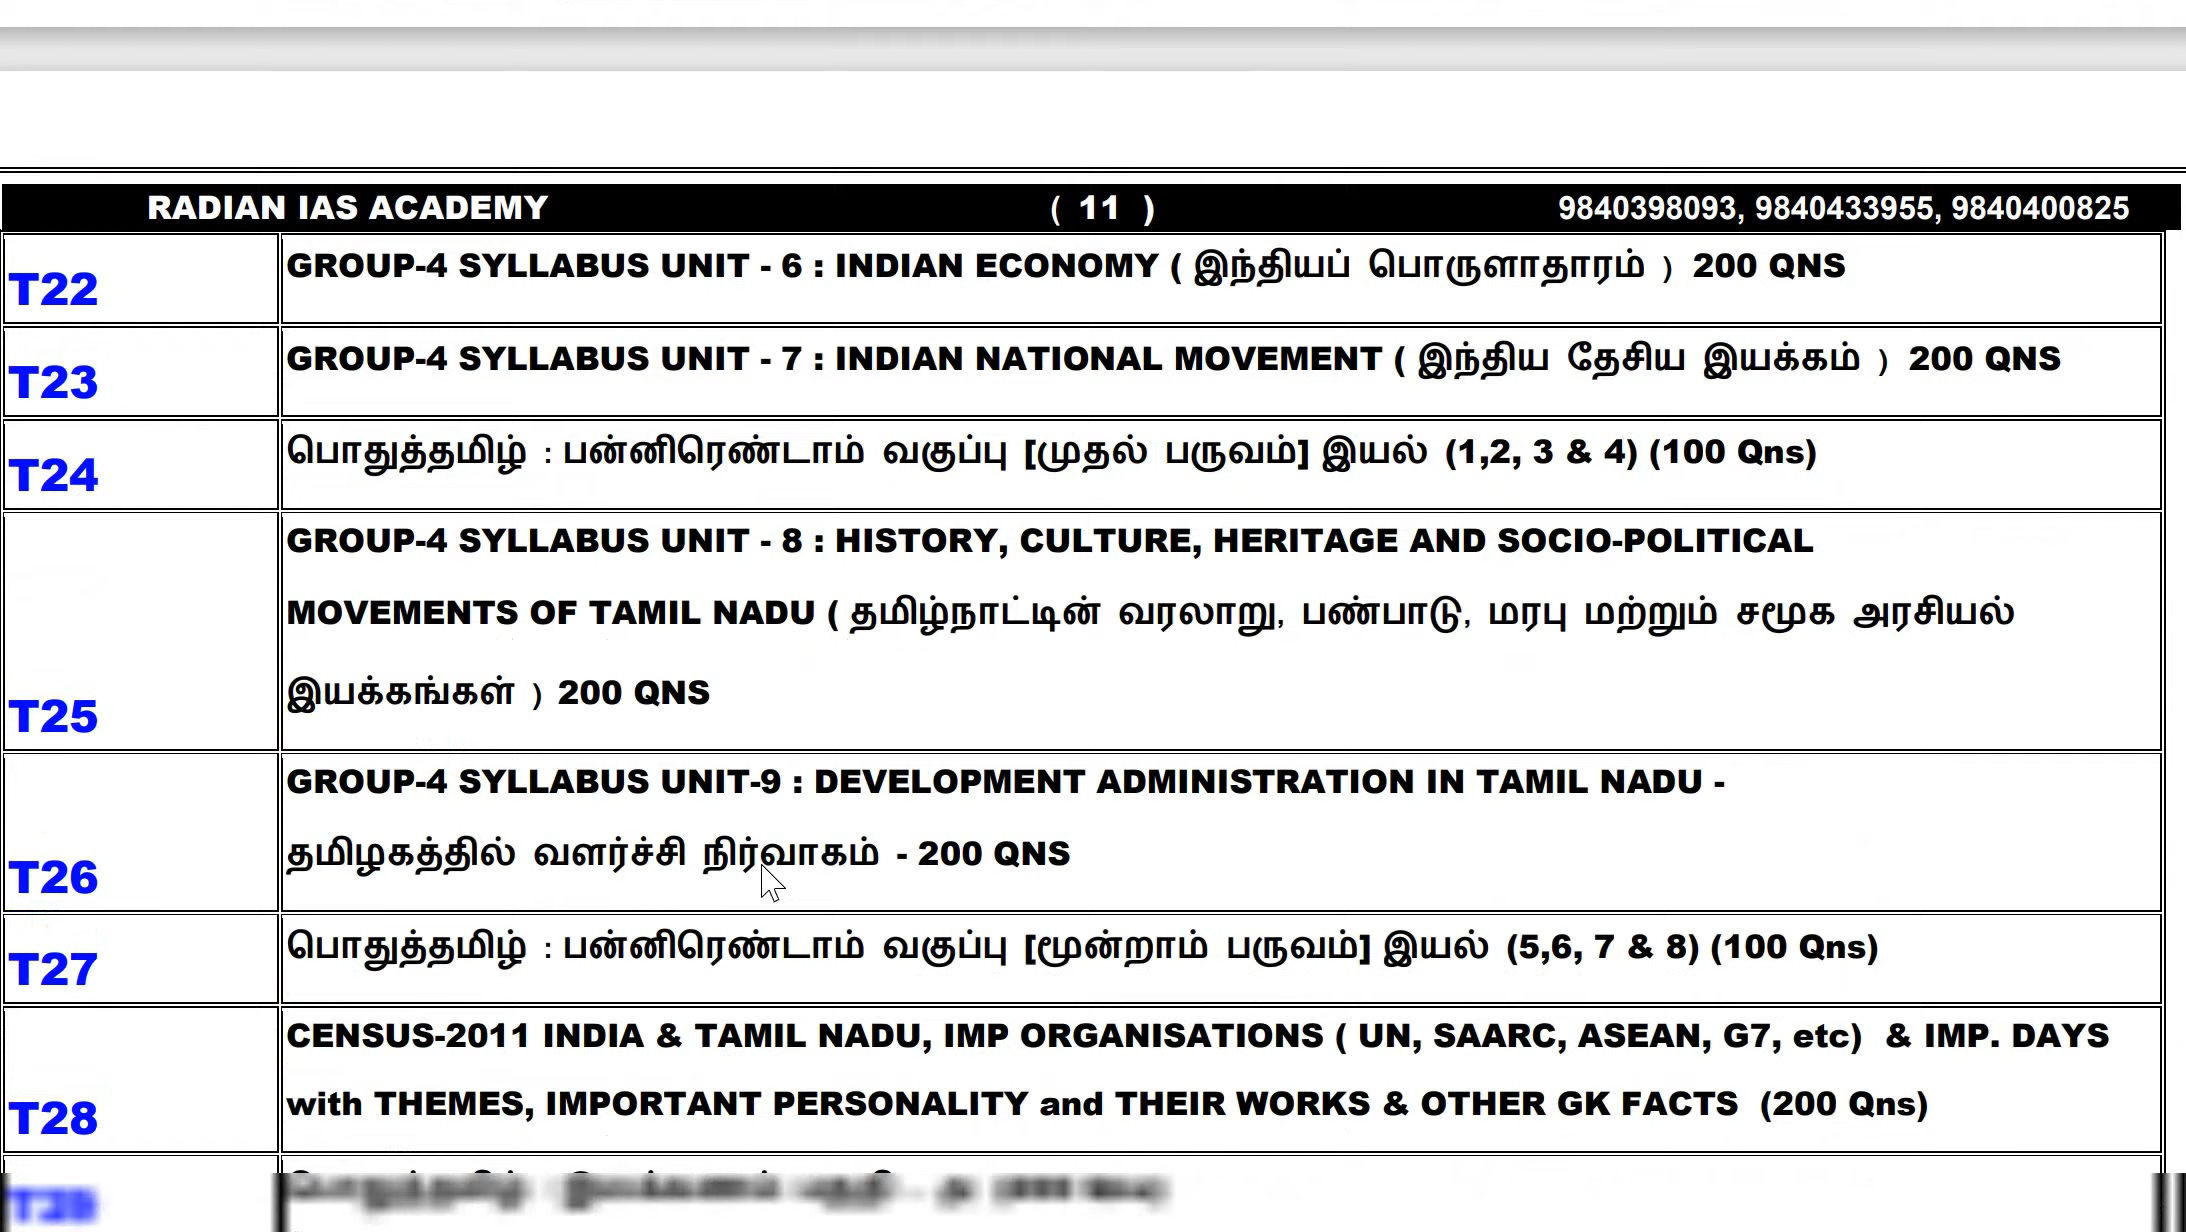 RADIAN IAS ACADEMY ( 11 ) 9840398093, 9840433955, 9840400825
T22 GROUP-4 SYLLABUS UNIT - 6 : INDIAN ECONOMY ( இந்தியப் பொருளாதாரம் ) 200 QNS
T23 GROUP-4 SYLLABUS UNIT - 7 : INDIAN NATIONAL MOVEMENT ( இந்திய தேசிய இயக்கம் ) 200 QNS
T24 பொதுத்தமிழ் : பன்னிரெண்டாம் வகுப்பு [முதல் பருவம்] இயல் (1,2, 3 & 4) (100 Qns)
GROUP-4 SYLLABUS UNIT - 8 : HISTORY, CULTURE, HERITAGE AND SOCIO-POLITICAL
MOVEMENTS OF TAMIL NADU ( தமிழ்நாட்டின் வரலாறு, பண்பாடு, மரபு மற்றும் சமூக அரசியல்
T25 இயக்கங்கள் ) 200 QNS
GROUP-4 SYLLABUS UNIT-9 : DEVELOPMENT ADMINISTRATION IN TAMIL NADU -
T26 தமிழகத்தில் வளர்ச்சி நிர்வாகம் - 200 QNS
T27 பொதுத்தமிழ் : பன்னிரெண்டாம் வகுப்பு [மூன்றாம் பருவம்] இயல் (5,6, 7 & 8) (100 Qns)
CENSUS-2011 INDIA & TAMIL NADU, IMP ORGANISATIONS ( UN, SAARC, ASEAN, G7, etc) & IMP. DAYS
T28 with THEMES, IMPORTANT PERSONALITY and THEIR WORKS & OTHER GK FACTS (200 Qns)